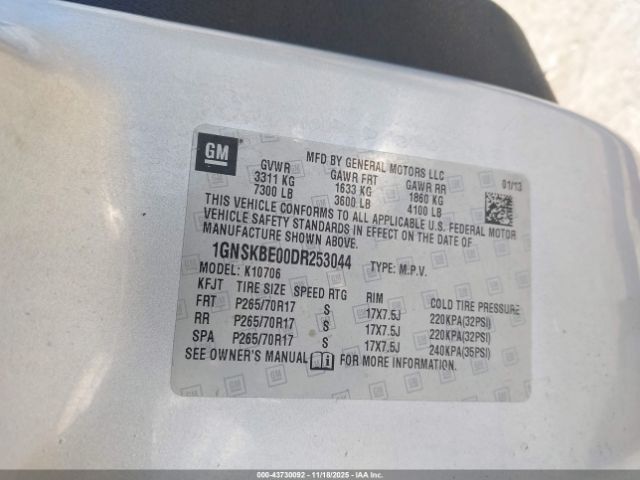 GM
MFD BY GENERAL MOTORS LLC
01/13
GVWR GAWR FRT GAWR RR
3311 KG 1633 KG 1860 KG
7300 LB 3600 LB 4100 LB
THIS VEHICLE CONFORMS TO ALL APPLICABLE U.S. FEDERAL MOTOR
VEHICLE SAFETY STANDARDS IN EFFECT ON THE DATE OF
MANUFACTURE SHOWN ABOVE.
1GNSKBE00DR253044 TYPE: M.P.V.
MODEL: K10706
KFJT TIRE SIZE SPEED RTG RIM COLD TIRE PRESSURE
FRT P265/70R17 S 17X7.5J 220KPA(32PSI)
RR P265/70R17 S 17X7.5J 220KPA(32PSI)
SPA P265/70R17 S 17X7.5J 240KPA(35PSI)
SEE OWNER'S MANUAL FOR MORE INFORMATION.
000-43730092 - 11/18/2025 - IAA Inc.